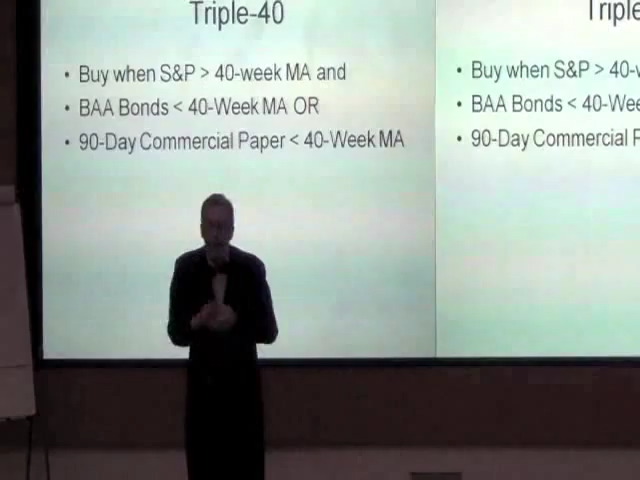 Triple-40
• Buy when S&P > 40-week MA and
• BAA Bonds < 40-Week MA OR
• 90-Day Commercial Paper < 40-Week MA
Triple
• Buy when S&P > 40-w
• BAA Bonds < 40-Wee
• 90-Day Commercial P